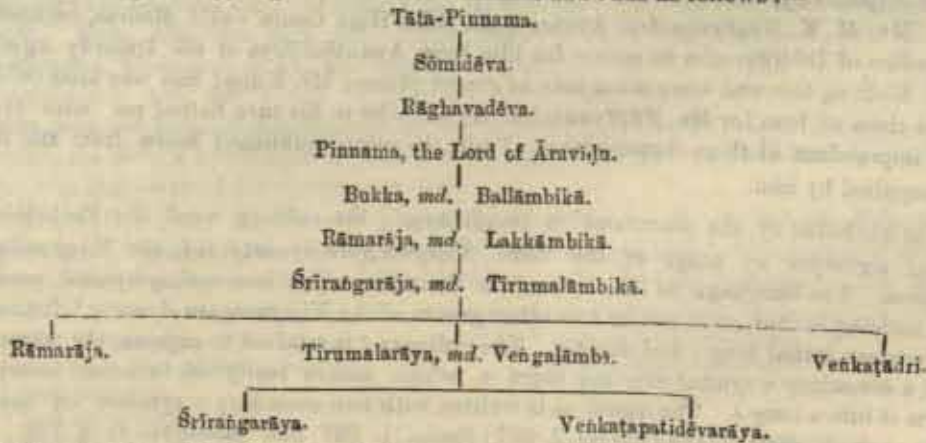 Tāta-Pinnama.
Sōmidēva.
Rāghavadēva.
Pinnama, the Lord of Āraviḍu.
Bukka, md. Ballāmbikā.
Rāmarāja, md. Lakkāmbikā.
Śrīraṅgarāja, md. Tirumalāmbikā.
Rāmarāja. Tirumalarāya, md. Veṅgaḷāmbā. Veṅkaṭādri.
Śrīraṅgarāya. Veṅkaṭapatidēvarāya.